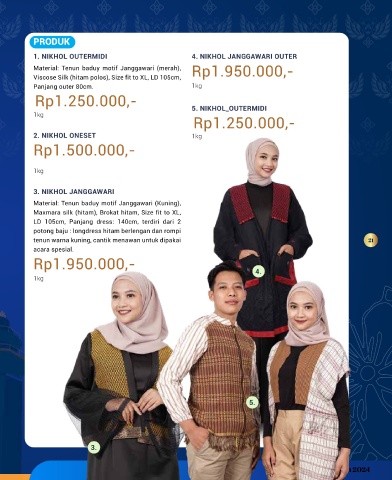 PRODUK
1. NIKHOL OUTERMIDI
Material: Tenun baduy motif Janggawari (merah),
Viscose Silk (hitam polos), Size fit to XL, LD 105cm,
Panjang outer 80cm.
Rp1.250.000,-
1kg
2. NIKHOL ONESET
Rp1.500.000,-
1kg
3. NIKHOL JANGGAWARI
Material: Tenun baduy motif Janggawari (Kuning),
Maxmara silk (hitam), Brokat hitam, Size fit to XL,
LD 105cm, Panjang dress: 140cm, terdiri dari 2
potong baju : longdress hitam berlengan dan rompi
tenun warna kuning, cantik menawan untuk dipakai
acara spesial.
Rp1.950.000,-
1kg
4. NIKHOL JANGGAWARI OUTER
Rp1.950.000,-
1kg
5. NIKHOL_OUTERMIDI
Rp1.250.000,-
1kg
21
4.
5.
3.
2024